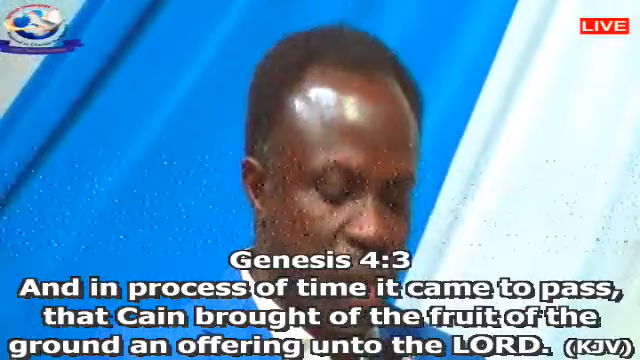 LIVE
Genesis 4:3
And in process of time it came to pass,
that Cain brought of the fruit of the
ground an offering unto the LORD. (KJV)